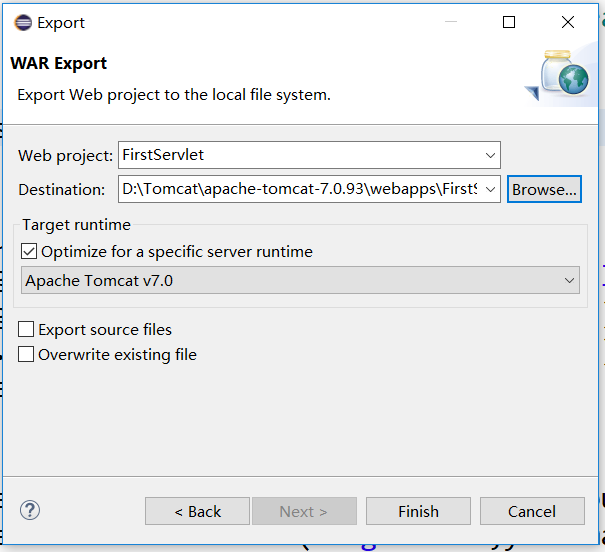 Export
WAR Export
Export Web project to the local file system.
Web project: FirstServlet
Destination: D:\Tomcat\apache-tomcat-7.0.93\webapps\First Browse...
Target runtime
Optimize for a specific server runtime
Apache Tomcat v7.0
Export source files
Overwrite existing file
? < Back Next > Finish Cancel